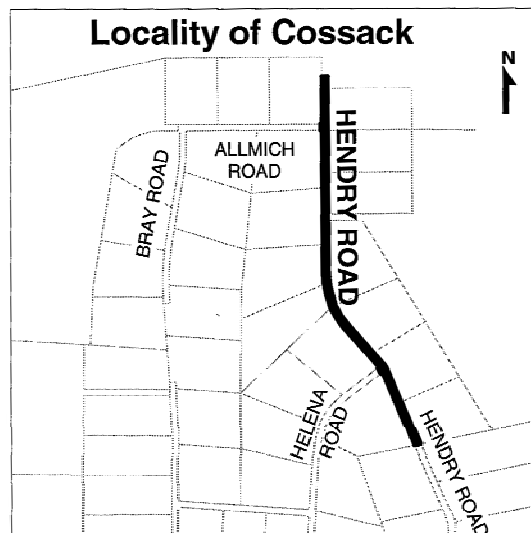 Locality of Cossack
N
ALLMICH
ROAD
HENDRY ROAD
BRAY ROAD
HELENA
ROAD
HENDRY ROAD